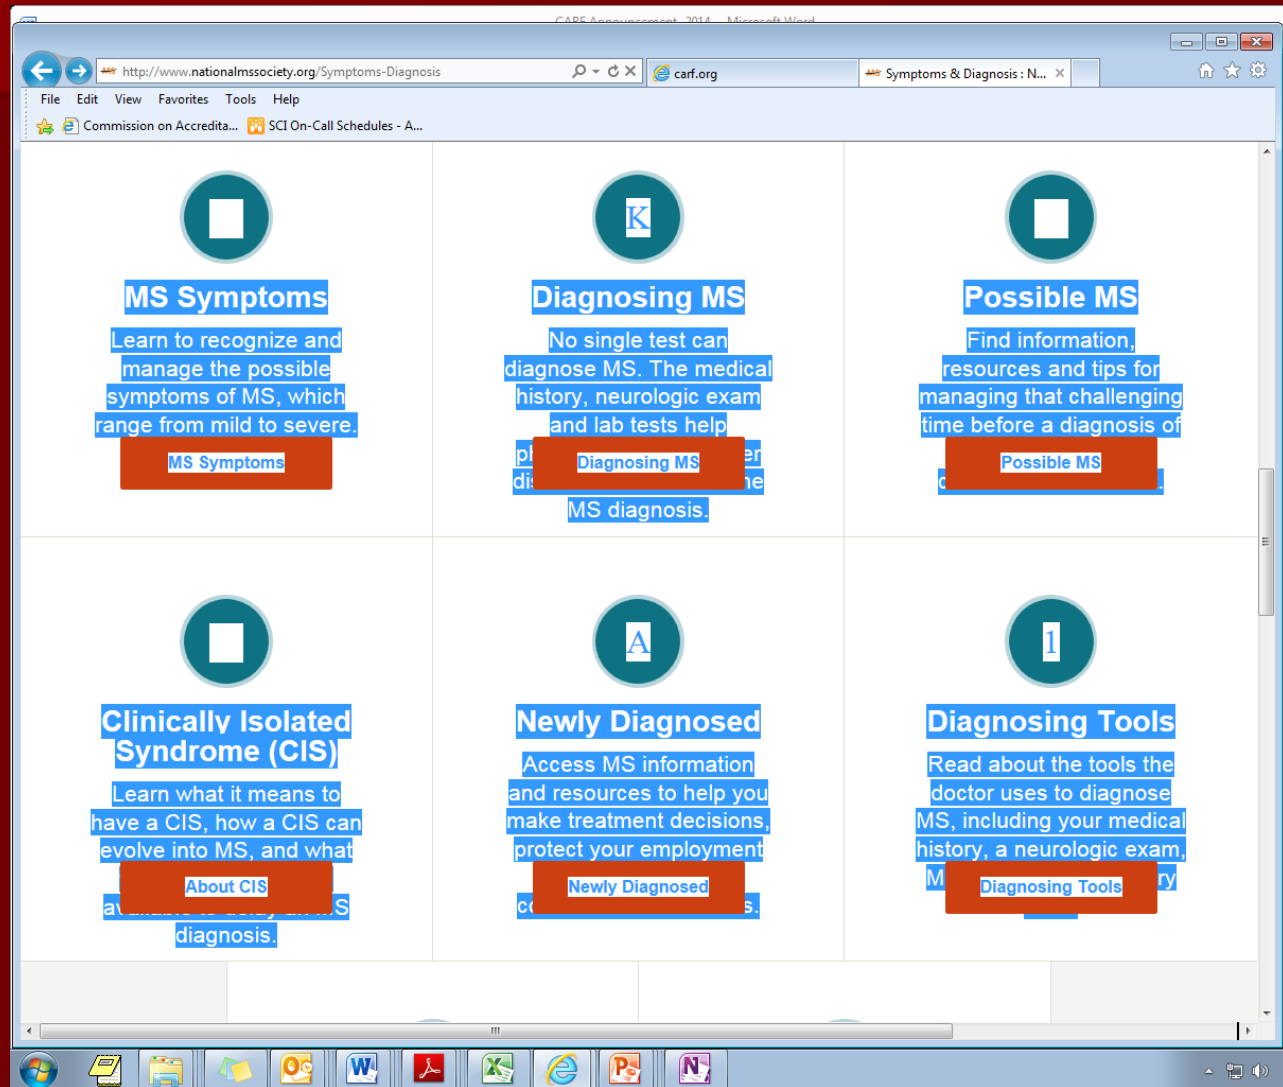 CARF Announcement_2014 - Microsoft Word
http://www.nationalmssociety.org/Symptoms-Diagnosis
carf.org
Symptoms & Diagnosis : N...
File Edit View Favorites Tools Help
Commission on Accredita... SCI On-Call Schedules - A...
K
MS Symptoms
Learn to recognize and
manage the possible
symptoms of MS, which
range from mild to severe.
MS Symptoms
Diagnosing MS
No single test can
diagnose MS. The medical
history, neurologic exam
and lab tests help
Diagnosing MS
MS diagnosis.
Possible MS
Find information,
resources and tips for
managing that challenging
time before a diagnosis of
Possible MS
A
1
Clinically Isolated
Syndrome (CIS)
Learn what it means to
have a CIS, how a CIS can
evolve into MS, and what
About CIS
MS
diagnosis.
Newly Diagnosed
Access MS information
and resources to help you
make treatment decisions,
protect your employment
Newly Diagnosed
Diagnosing Tools
Read about the tools the
doctor uses to diagnose
MS, including your medical
history, a neurologic exam,
Diagnosing Tools